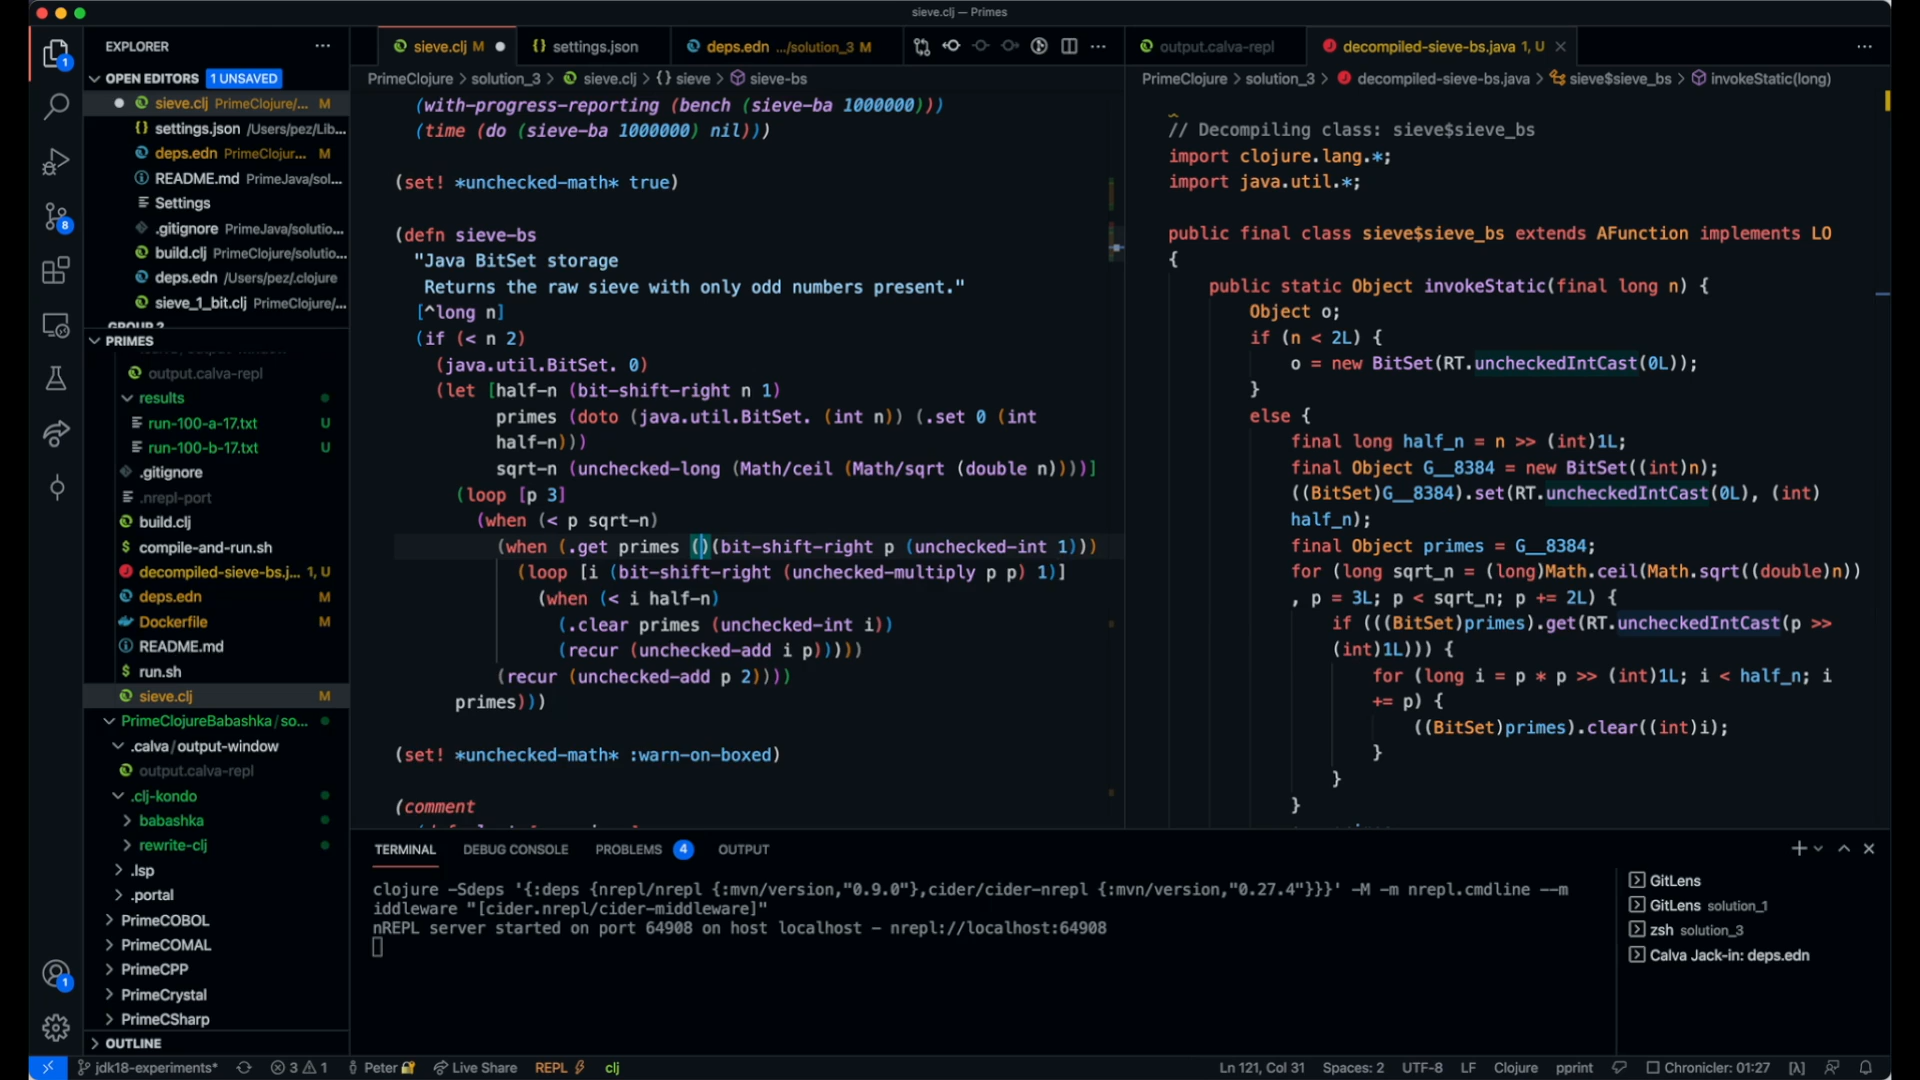 sieve.clj — Primes
EXPLORER
OPEN EDITORS 1 UNSAVED
sieve.clj PrimeClojure/... M
settings.json /Users/pez/Lib...
deps.edn PrimeClojur... M
README.md PrimeJava/sol...
Settings
.gitignore PrimeJava/solutio...
build.clj PrimeClojure/solutio...
deps.edn /Users/pez/.clojure
sieve_1_bit.clj PrimeClojure/...
GROUP 2
PRIMES
output.calva-repl
results
run-100-a-17.txt U
run-100-b-17.txt U
.gitignore
.nrepl-port
build.clj
compile-and-run.sh
decompiled-sieve-bs.j... 1, U
deps.edn M
Dockerfile M
README.md
run.sh
sieve.clj M
PrimeClojureBabashka/so...
.calva/output-window
output.calva-repl
.clj-kondo
babashka
rewrite-clj
.lsp
.portal
PrimeCOBOL
PrimeCOMAL
PrimeCPP
PrimeCrystal
PrimeCSharp
OUTLINE
sieve.clj M
settings.json
deps.edn .../solution_3 M
PrimeClojure > solution_3 > sieve.clj > {} sieve > sieve-bs
(with-progress-reporting (bench (sieve-ba 1000000)))
(time (do (sieve-ba 1000000) nil)))
(set! *unchecked-math* true)
(defn sieve-bs
"Java BitSet storage
Returns the raw sieve with only odd numbers present."
[^long n]
(if (< n 2)
(java.util.BitSet. 0)
(let [half-n (bit-shift-right n 1)
primes (doto (java.util.BitSet. (int n)) (.set 0 (int
half-n)))
sqrt-n (unchecked-long (Math/ceil (Math/sqrt (double n))))]
(loop [p 3]
(when (< p sqrt-n)
(when (.get primes ()(bit-shift-right p (unchecked-int 1)))
(loop [i (bit-shift-right (unchecked-multiply p p) 1)]
(when (< i half-n)
(.clear primes (unchecked-int i))
(recur (unchecked-add i p)))))
(recur (unchecked-add p 2))))
primes)))
(set! *unchecked-math* :warn-on-boxed)
(comment
output.calva-repl
decompiled-sieve-bs.java 1, U
PrimeClojure > solution_3 > decompiled-sieve-bs.java > sieve$sieve_bs > invokeStatic(long)
// Decompiling class: sieve$sieve_bs
import clojure.lang.*;
import java.util.*;
public final class sieve$sieve_bs extends AFunction implements LO
{
public static Object invokeStatic(final long n) {
Object o;
if (n < 2L) {
o = new BitSet(RT.uncheckedIntCast(0L));
}
else {
final long half_n = n >> (int)1L;
final Object G__8384 = new BitSet((int)n);
((BitSet)G__8384).set(RT.uncheckedIntCast(0L), (int)
half_n);
final Object primes = G__8384;
for (long sqrt_n = (long)Math.ceil(Math.sqrt((double)n))
, p = 3L; p < sqrt_n; p += 2L) {
if (((BitSet)primes).get(RT.uncheckedIntCast(p >>
(int)1L))) {
for (long i = p * p >> (int)1L; i < half_n; i
+= p) {
((BitSet)primes).clear((int)i);
}
}
}
TERMINAL DEBUG CONSOLE PROBLEMS 4 OUTPUT
clojure -Sdeps '{:deps {nrepl/nrepl {:mvn/version,"0.9.0"},cider/cider-nrepl {:mvn/version,"0.27.4"}}}' -M -m nrepl.cmdline --m
iddleware "[cider.nrepl/cider-middleware]"
nREPL server started on port 64908 on host localhost - nrepl://localhost:64908
GitLens
GitLens solution_1
zsh solution_3
Calva Jack-in: deps.edn
jdk18-experiments* 3 1 Peter Live Share REPL clj Ln 121, Col 31 Spaces: 2 UTF-8 LF Clojure pprint Chronicler: 01:27 [λ]